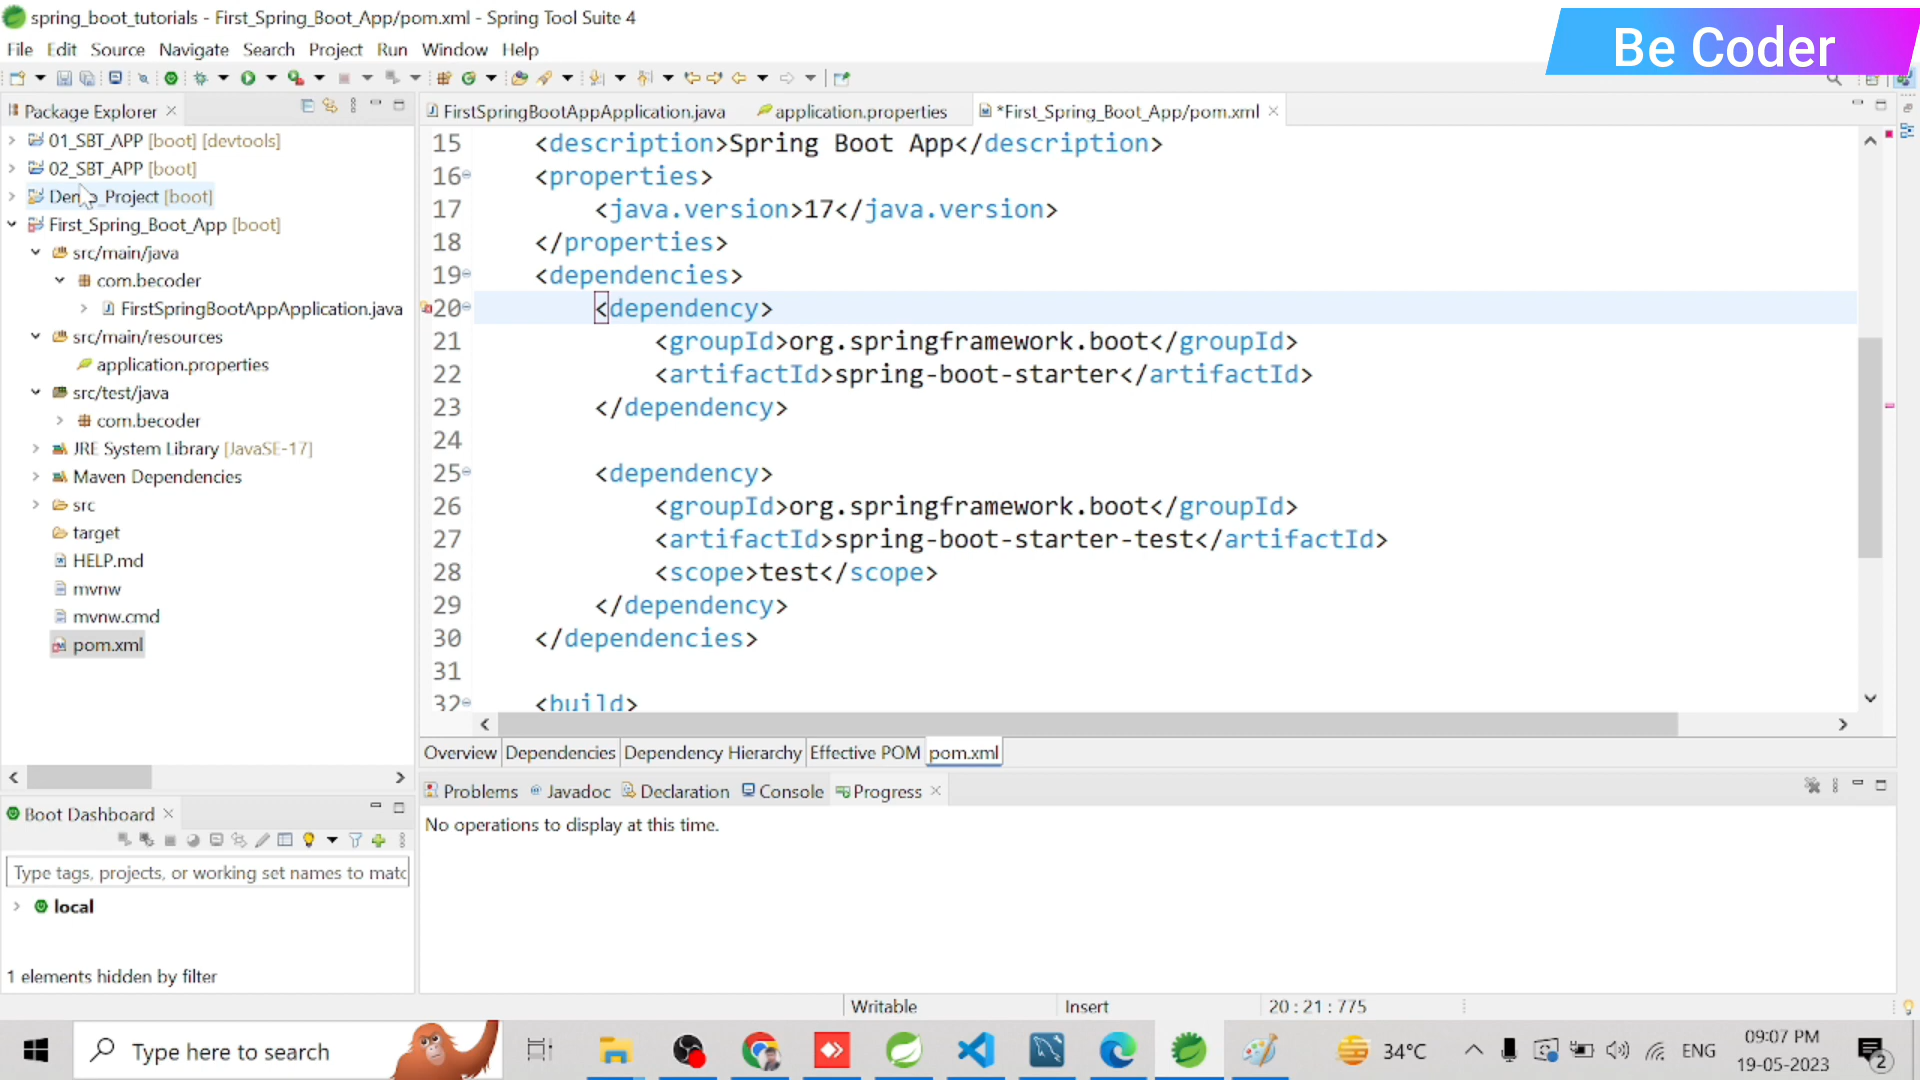 spring_boot_tutorials - First_Spring_Boot_App/pom.xml - Spring Tool Suite 4
Be Coder
File Edit Source Navigate Search Project Run Window Help
Package Explorer
FirstSpringBootAppApplication.java
application.properties
*First_Spring_Boot_App/pom.xml
01_SBT_APP [boot] [devtools]
02_SBT_APP [boot]
Demo_Project [boot]
First_Spring_Boot_App [boot]
src/main/java
com.becoder
FirstSpringBootAppApplication.java
src/main/resources
application.properties
src/test/java
com.becoder
JRE System Library [JavaSE-17]
Maven Dependencies
src
target
HELP.md
mvnw
mvnw.cmd
pom.xml
15 <description>Spring Boot App</description>
16 <properties>
17 <java.version>17</java.version>
18 </properties>
19 <dependencies>
20 <dependency>
21 <groupId>org.springframework.boot</groupId>
22 <artifactId>spring-boot-starter</artifactId>
23 </dependency>
24
25 <dependency>
26 <groupId>org.springframework.boot</groupId>
27 <artifactId>spring-boot-starter-test</artifactId>
28 <scope>test</scope>
29 </dependency>
30 </dependencies>
31
32 <build>
Overview Dependencies Dependency Hierarchy Effective POM pom.xml
Problems Javadoc Declaration Console Progress
No operations to display at this time.
Boot Dashboard
Type tags, projects, or working set names to matc
local
1 elements hidden by filter
Writable Insert 20 : 21 : 775
Type here to search
34°C
ENG
09:07 PM
19-05-2023
2